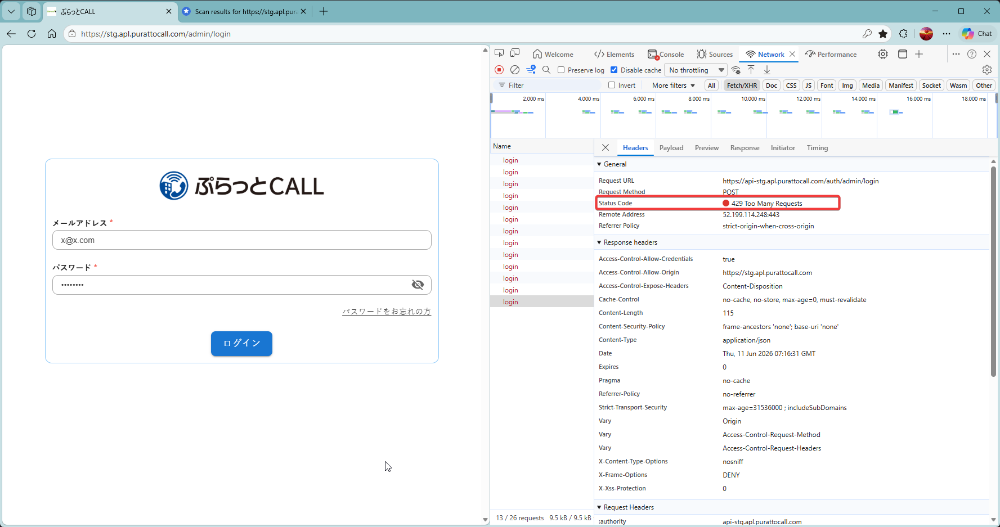 ぷらっとCALL
Scan results for https://stg.apl.pura
https://stg.apl.purattocall.com/admin/login
Chat
ぷらっとCALL
メールアドレス *
x@x.com
パスワード *
••••••••
パスワードをお忘れの方
ログイン
Welcome
Elements
Console
Sources
Network
Performance
Preserve log
Disable cache
No throttling
Filter
Invert
More filters
All
Fetch/XHR
Doc
CSS
JS
Font
Img
Media
Manifest
Socket
Wasm
Other
2,000 ms
4,000 ms
6,000 ms
8,000 ms
10,000 ms
12,000 ms
14,000 ms
16,000 ms
18,000 ms
Name
login
login
login
login
login
login
login
login
login
login
login
login
login
13 / 26 requests
9.5 kB / 9.5 kB
Headers
Payload
Preview
Response
Initiator
Timing
General
Request URL https://api-stg.apl.purattocall.com/auth/admin/login
Request Method POST
Status Code 429 Too Many Requests
Remote Address 52.199.114.248:443
Referrer Policy strict-origin-when-cross-origin
Response headers
Access-Control-Allow-Credentials true
Access-Control-Allow-Origin https://stg.apl.purattocall.com
Access-Control-Expose-Headers Content-Disposition
Cache-Control no-cache, no-store, max-age=0, must-revalidate
Content-Length 115
Content-Security-Policy frame-ancestors 'none'; base-uri 'none'
Content-Type application/json
Date Thu, 11 Jun 2026 07:16:31 GMT
Expires 0
Pragma no-cache
Referrer-Policy no-referrer
Strict-Transport-Security max-age=31536000 ; includeSubDomains
Vary Origin
Vary Access-Control-Request-Method
Vary Access-Control-Request-Headers
X-Content-Type-Options nosniff
X-Frame-Options DENY
X-Xss-Protection 0
Request Headers
:authority api-stg.apl.purattocall.com